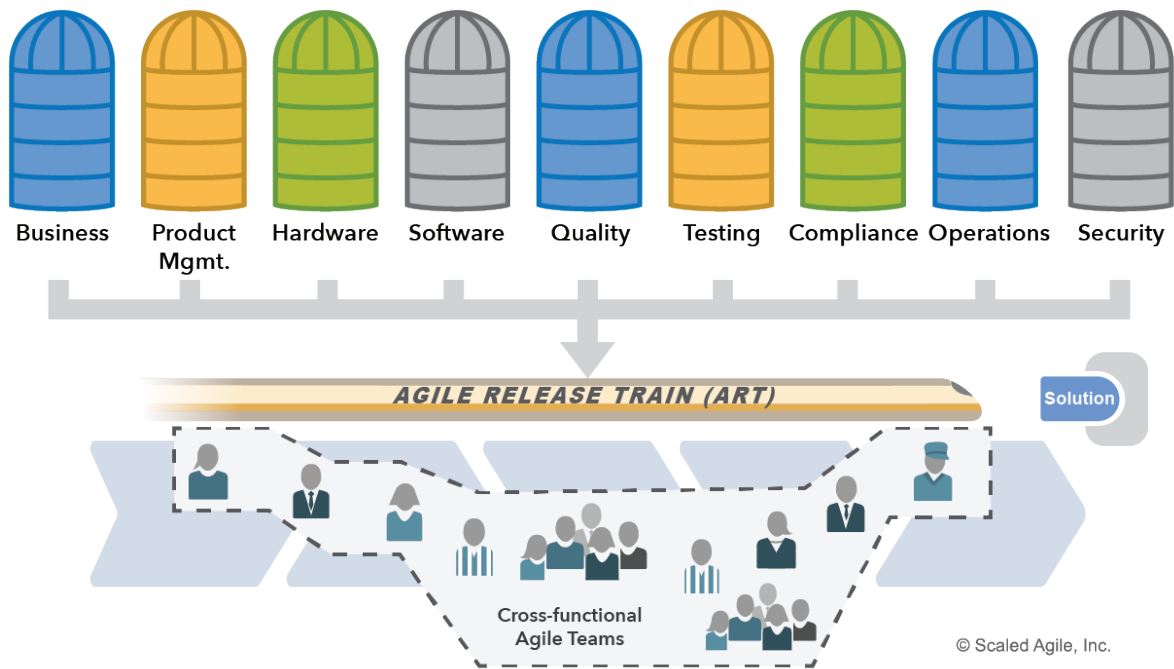 Business
Product
Mgmt.
Hardware
Software
Quality
Testing
Compliance
Operations
Security
AGILE RELEASE TRAIN (ART)
Solution
Cross-functional
Agile Teams
© Scaled Agile, Inc.